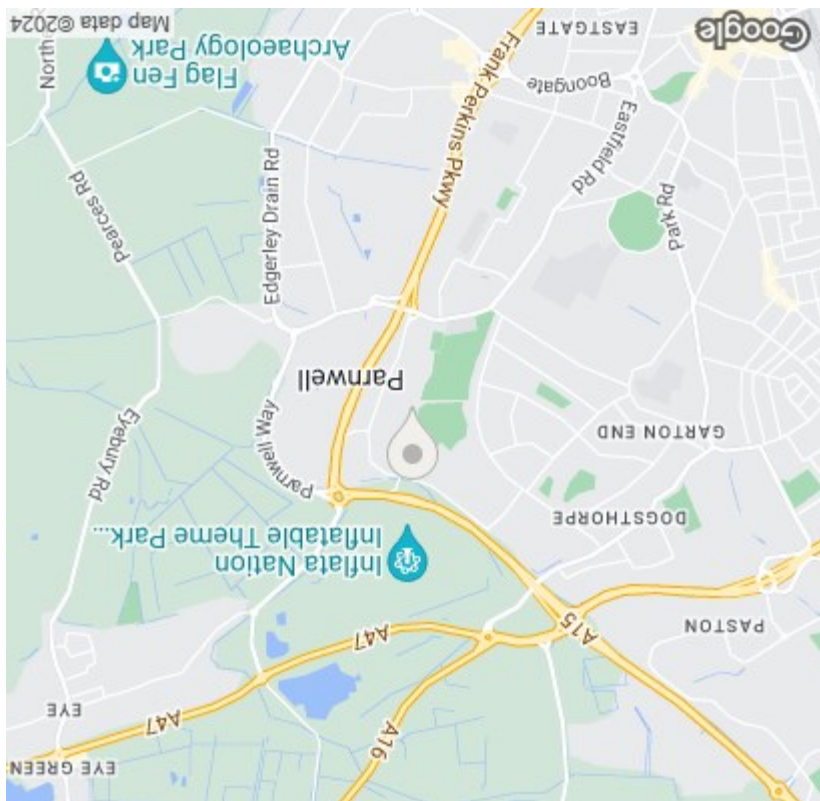 EYE GREEN
A16
A47
EYE
A47
A15
PASTON
Inflata Nation
Inflatable Theme Park...
DOGSTHORPE
Eyebury Rd
Parnwell Way
GARTON END
Parnwell
Park Rd
Edgerley Drain Rd
Pearces Rd
Eastfield Rd
Frank Perkins Pkwy
Boongate
Flag Fen
Archaeology Park
North
EASTGATE
Google
Map data ©2024